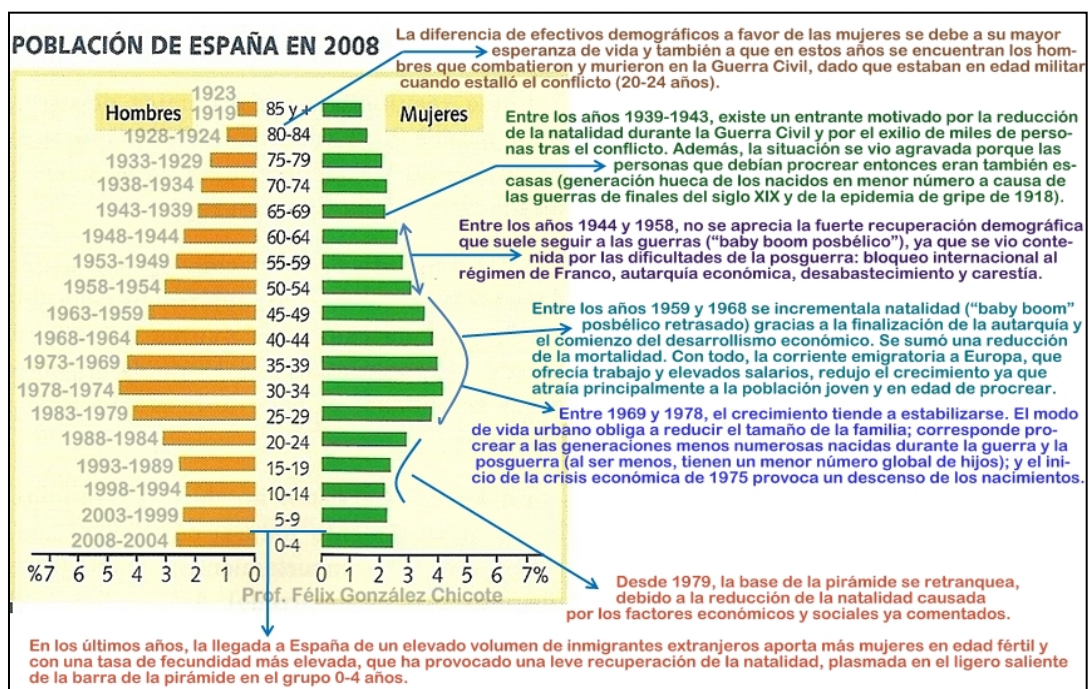 POBLACIÓN DE ESPAÑA EN 2008
La diferencia de efectivos demográficos a favor de las mujeres se debe a su mayor
esperanza de vida y también a que en estos años se encuentran los hom-
bres que combatieron y murieron en la Guerra Civil, dado que estaban en edad militar
cuando estalló el conflicto (20-24 años).
Hombres
Mujeres
1923
1919 85 y +
1928-1924 80-84
1933-1929 75-79
1938-1934 70-74
1943-1939 65-69
1948-1944 60-64
1953-1949 55-59
1958-1954 50-54
1963-1959 45-49
1968-1964 40-44
1973-1969 35-39
1978-1974 30-34
1983-1979 25-29
1988-1984 20-24
1993-1989 15-19
1998-1994 10-14
2003-1999 5-9
2008-2004 0-4
%7 6 5 4 3 2 1 0 0 1 2 3 4 5 6 7%
Prof. Félix González Chicote
Entre los años 1939-1943, existe un entrante motivado por la reducción
de la natalidad durante la Guerra Civil y por el exilio de miles de perso-
nas tras el conflicto. Además, la situación se vio agravada porque las
personas que debían procrear entonces eran también es-
casas (generación hueca de los nacidos en menor número a causa de
las guerras de finales del siglo XIX y de la epidemia de gripe de 1918).
Entre los años 1944 y 1958, no se aprecia la fuerte recuperación demográfica
que suele seguir a las guerras (“baby boom posbélico”), ya que se vio conte-
nida por las dificultades de la posguerra: bloqueo internacional al
régimen de Franco, autarquía económica, desabastecimiento y carestía.
Entre los años 1959 y 1968 se incrementala natalidad (“baby boom”
posbélico retrasado) gracias a la finalización de la autarquía y
el comienzo del desarrollismo económico. Se sumó una reducción
de la mortalidad. Con todo, la corriente emigratoria a Europa, que
ofrecía trabajo y elevados salarios, redujo el crecimiento ya que
atraía principalmente a la población joven y en edad de procrear.
Entre 1969 y 1978, el crecimiento tiende a estabilizarse. El modo
de vida urbano obliga a reducir el tamaño de la familia; corresponde pro-
crear a las generaciones menos numerosas nacidas durante la guerra y la
posguerra (al ser menos, tienen un menor número global de hijos); y el ini-
cio de la crisis económica de 1975 provoca un descenso de los nacimientos.
Desde 1979, la base de la pirámide se retranquea,
debido a la reducción de la natalidad causada
por los factores económicos y sociales ya comentados.
En los últimos años, la llegada a España de un elevado volumen de inmigrantes extranjeros aporta más mujeres en edad fértil y
con una tasa de fecundidad más elevada, que ha provocado una leve recuperación de la natalidad, plasmada en el ligero saliente
de la barra de la pirámide en el grupo 0-4 años.